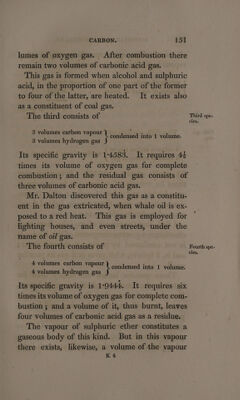 CARBON. 151
lumes of oxygen gas. After combustion there
remain two volumes of carbonic acid gas.
This gas is formed when alcohol and sulphuric
acid, in the proportion of one part of the former
to four of the latter, are heated. It exists also
as a constituent of coal gas.
The third consists of
Third spe-
cies.
3 volumes carbon vapour } condensed into 1 volume.
3 volumes hydrogen gas
Its specific gravity is 1·4583. It requires 4½
times its volume of oxygen gas for complete
combustion; and the residual gas consists of
three volumes of carbonic acid gas.
Mr. Dalton discovered this gas as a constitu-
ent in the gas extricated, when whale oil is ex-
posed to a red heat. This gas is employed for
lighting houses, and even streets, under the
name of oil gas.
The fourth consists of
Fourth spe-
cies.
4 volumes carbon vapour } condensed into 1 volume.
4 volumes hydrogen gas
Its specific gravity is 1·9444. It requires six
times its volume of oxygen gas for complete com-
bustion; and a volume of it, thus burnt, leaves
four volumes of carbonic acid gas as a residue.
The vapour of sulphuric ether constitutes a
gaseous body of this kind. But in this vapour
there exists, likewise, a volume of the vapour
K 4